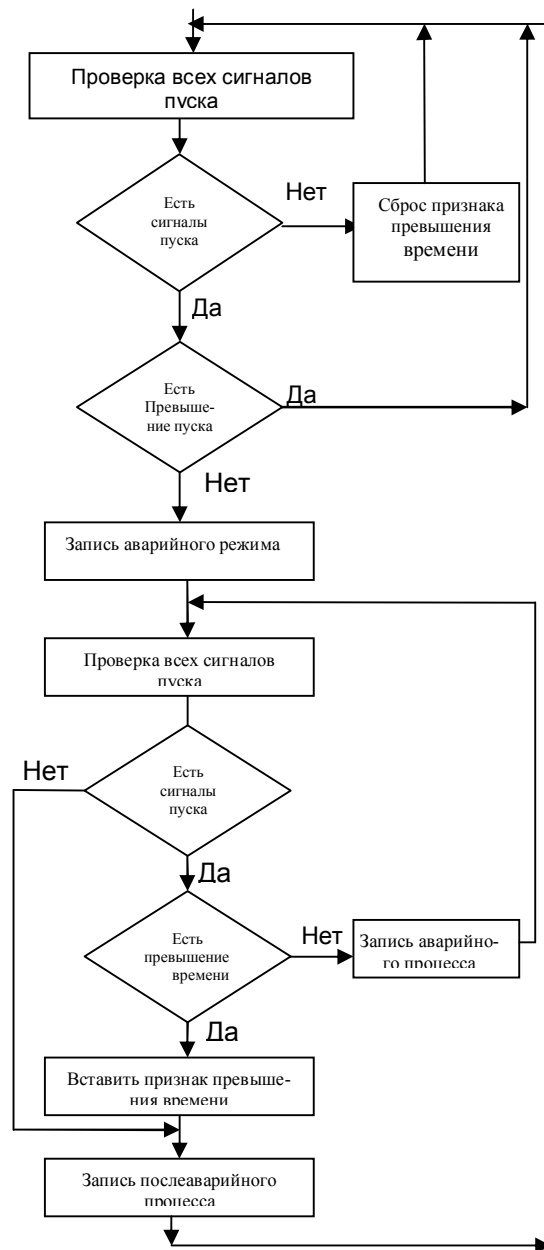 Проверка всех сигналов
пуска
Есть
сигналы
пуска
Нет
Сброс признака
превышения
времени
Да
Есть
Превыше-
ние пуска
Да
Нет
Запись аварийного режима
Проверка всех сигналов
пуска
Нет
Есть
сигналы
пуска
Да
Есть
превышение
времени
Нет
Запись аварийно-
го процесса
Да
Вставить признак превыше-
ния времени
Запись послеаварийного
процесса